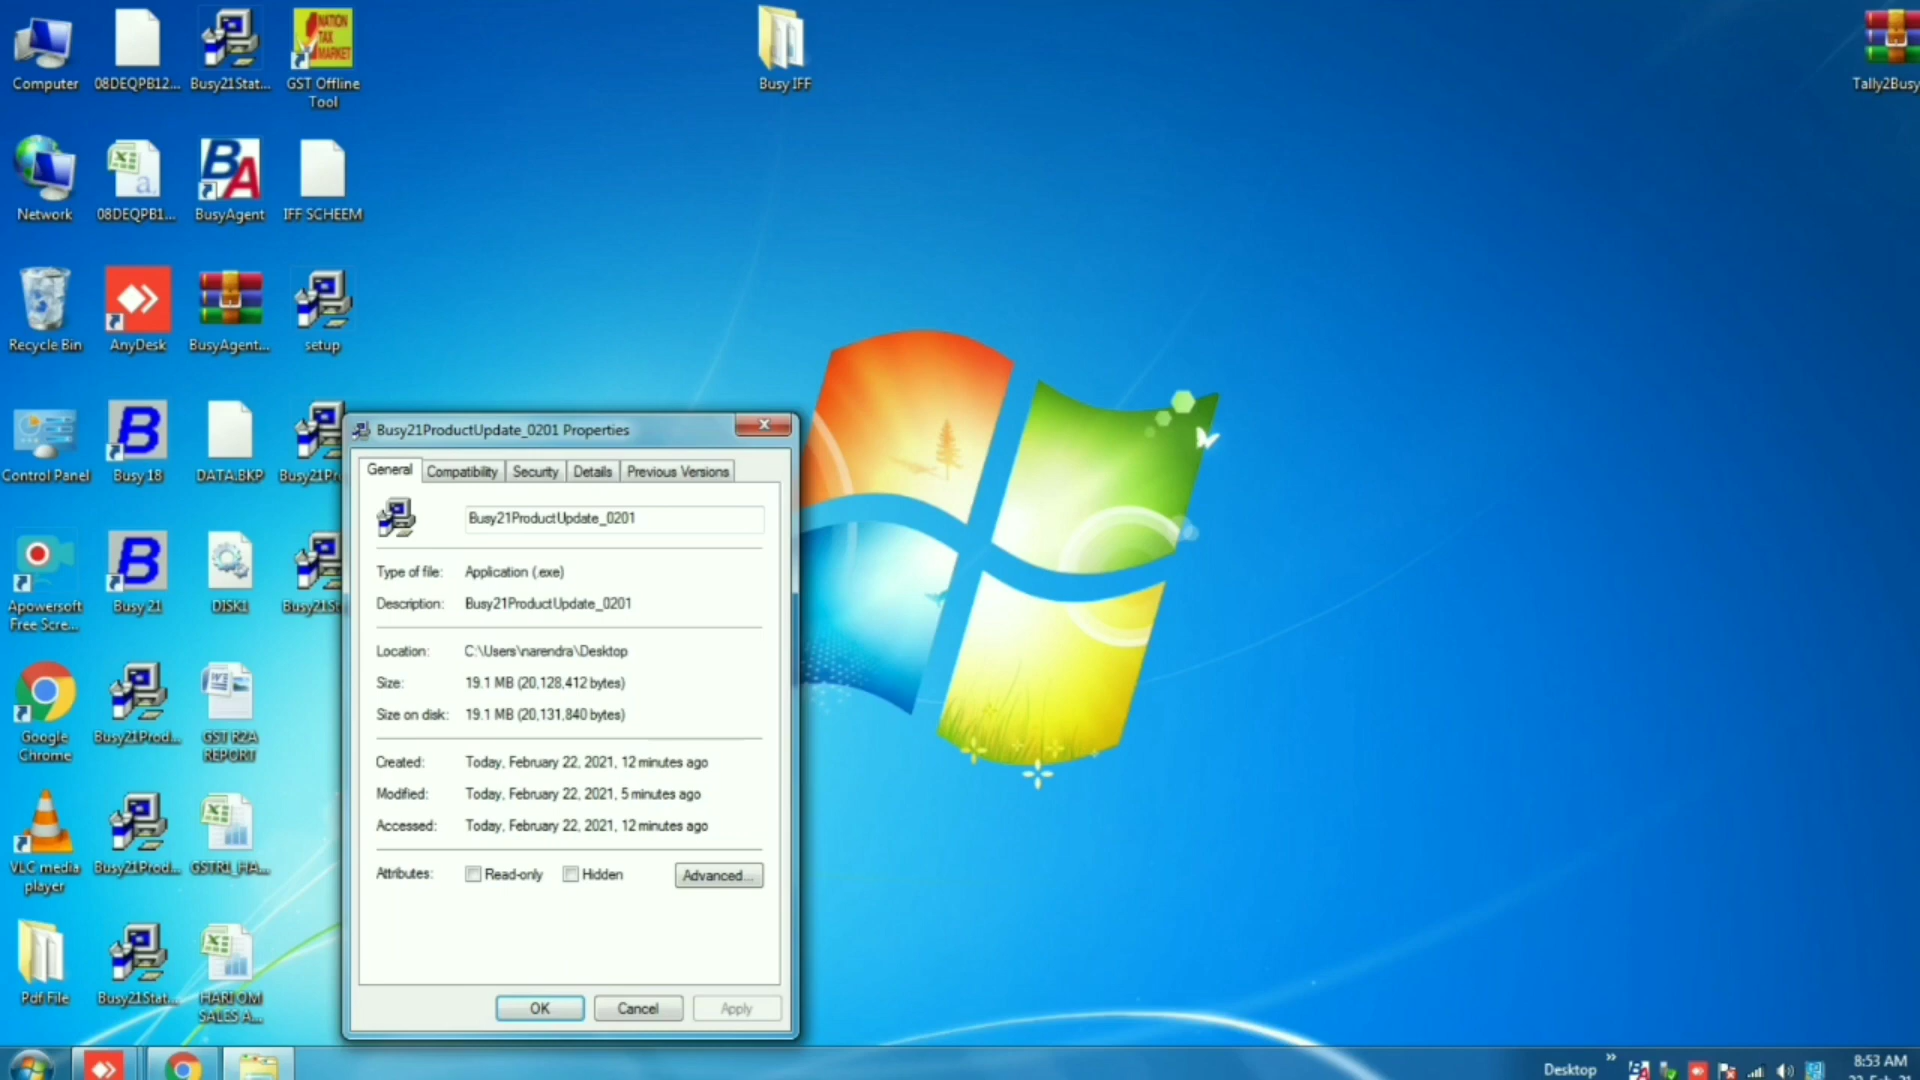 Computer
08DEQPB12...
Busy21Stat...
NATION
TAX
MARKET
GST Offline
Tool
Busy IFF
Tally2Busy
Network
a,
08DEQPB1...
BA
BusyAgent
IFF SCHEEM
Recycle Bin
AnyDesk
BusyAgent...
setup
Control Panel
B
Busy 18
DATA.BKP
Busy21Pr
Apowersoft
Free Scre...
B
Busy 21
DISK1
Busy21St
Google
Chrome
Busy21Prod...
GST R2A
REPORT
VLC media
player
Busy21Prod...
GSTR1_HA...
Pdf File
Busy21Stat...
HARI OM
SALES A...
Busy21ProductUpdate_0201 Properties
General
Compatibility
Security
Details
Previous Versions
Busy21ProductUpdate_0201
Type of file: Application (.exe)
Description: Busy21ProductUpdate_0201
Location: C:\Users\narendra\Desktop
Size: 19.1 MB (20,128,412 bytes)
Size on disk: 19.1 MB (20,131,840 bytes)
Created: Today, February 22, 2021, 12 minutes ago
Modified: Today, February 22, 2021, 5 minutes ago
Accessed: Today, February 22, 2021, 12 minutes ago
Attributes: Read-only Hidden Advanced...
OK Cancel Apply
Desktop
8:53 AM